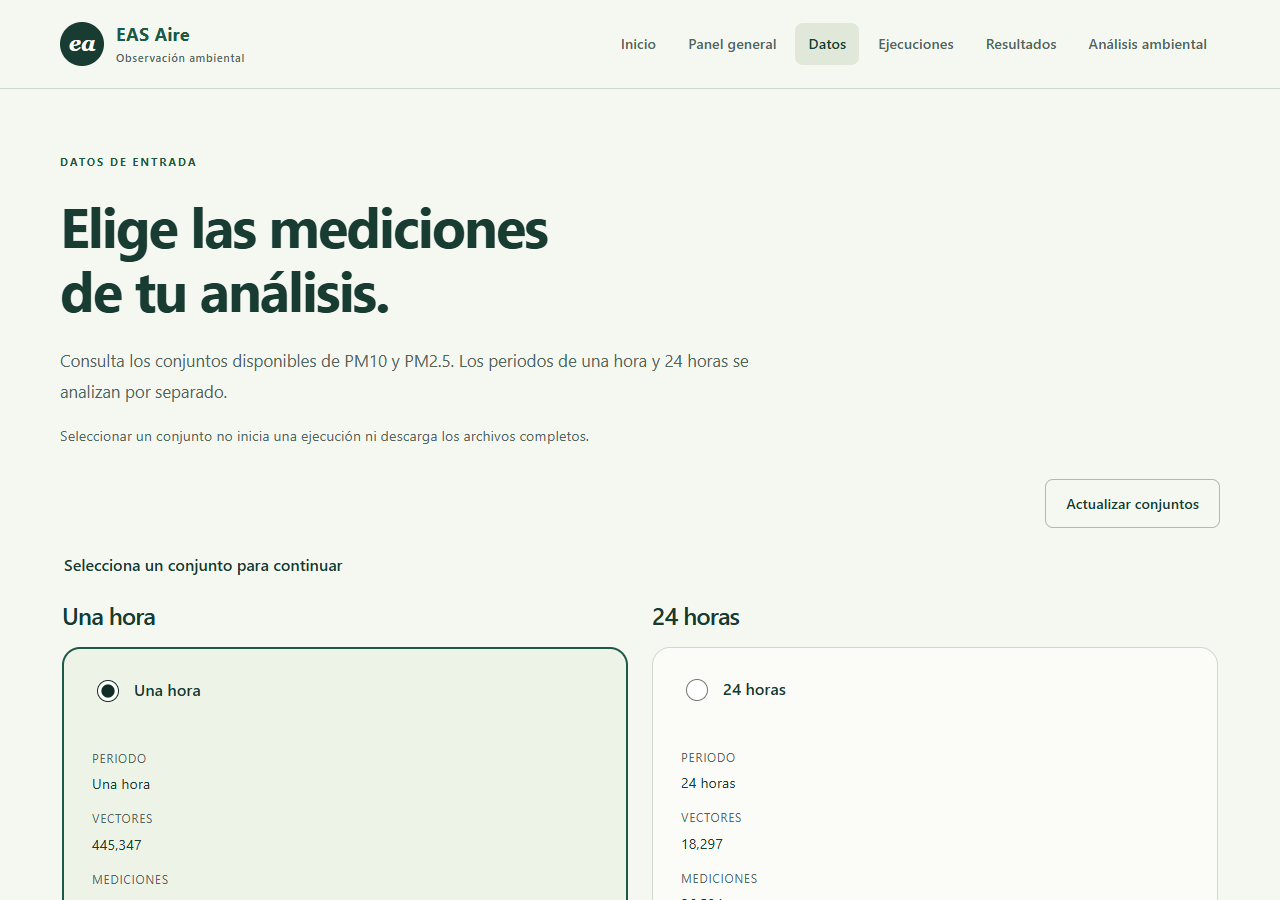 ea
EAS Aire
Observación ambiental
Inicio
Panel general
Datos
Ejecuciones
Resultados
Análisis ambiental
DATOS DE ENTRADA
Elige las mediciones
de tu análisis.
Consulta los conjuntos disponibles de PM10 y PM2.5. Los periodos de una hora y 24 horas se
analizan por separado.
Seleccionar un conjunto no inicia una ejecución ni descarga los archivos completos.
Actualizar conjuntos
Selecciona un conjunto para continuar
Una hora
Una hora
PERIODO
Una hora
VECTORES
445,347
MEDICIONES
24 horas
24 horas
PERIODO
24 horas
VECTORES
18,297
MEDICIONES